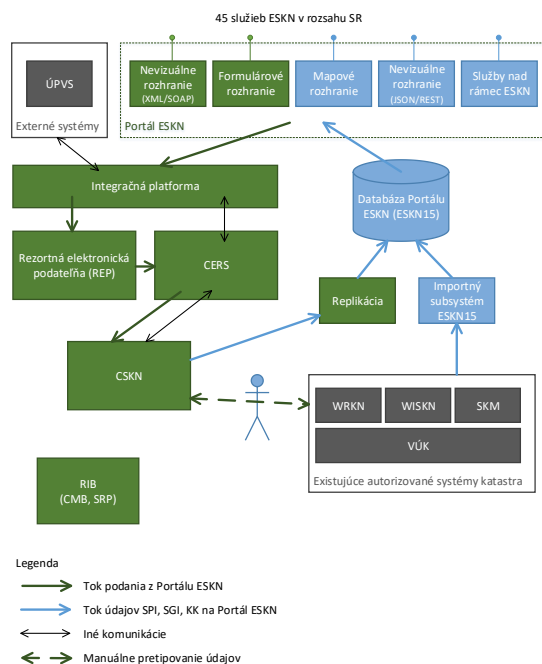 45 služieb ESKN v rozsahu SR
ÚPVS
Externé systémy
Nevizuálne
rozhranie
(XML/SOAP)
Formulárové
rozhranie
Mapové
rozhranie
Nevizuálne
rozhranie
(JSON/REST)
Služby nad
rámec ESKN
Portál ESKN
Integračná platforma
Databáza Portálu
ESKN (ESKN15)
Rezortná elektronická
podateľňa (REP)
CERS
Replikácia
Importný
subsystém
ESKN15
CSKN
WRKN
WISKN
SKM
VÚK
Existujúce autorizované systémy katastra
RIB
(CMB, SRP)
Legenda
Tok podania z Portálu ESKN
Tok údajov SPI, SGI, KK na Portál ESKN
Iné komunikácie
Manuálne pretipovanie údajov